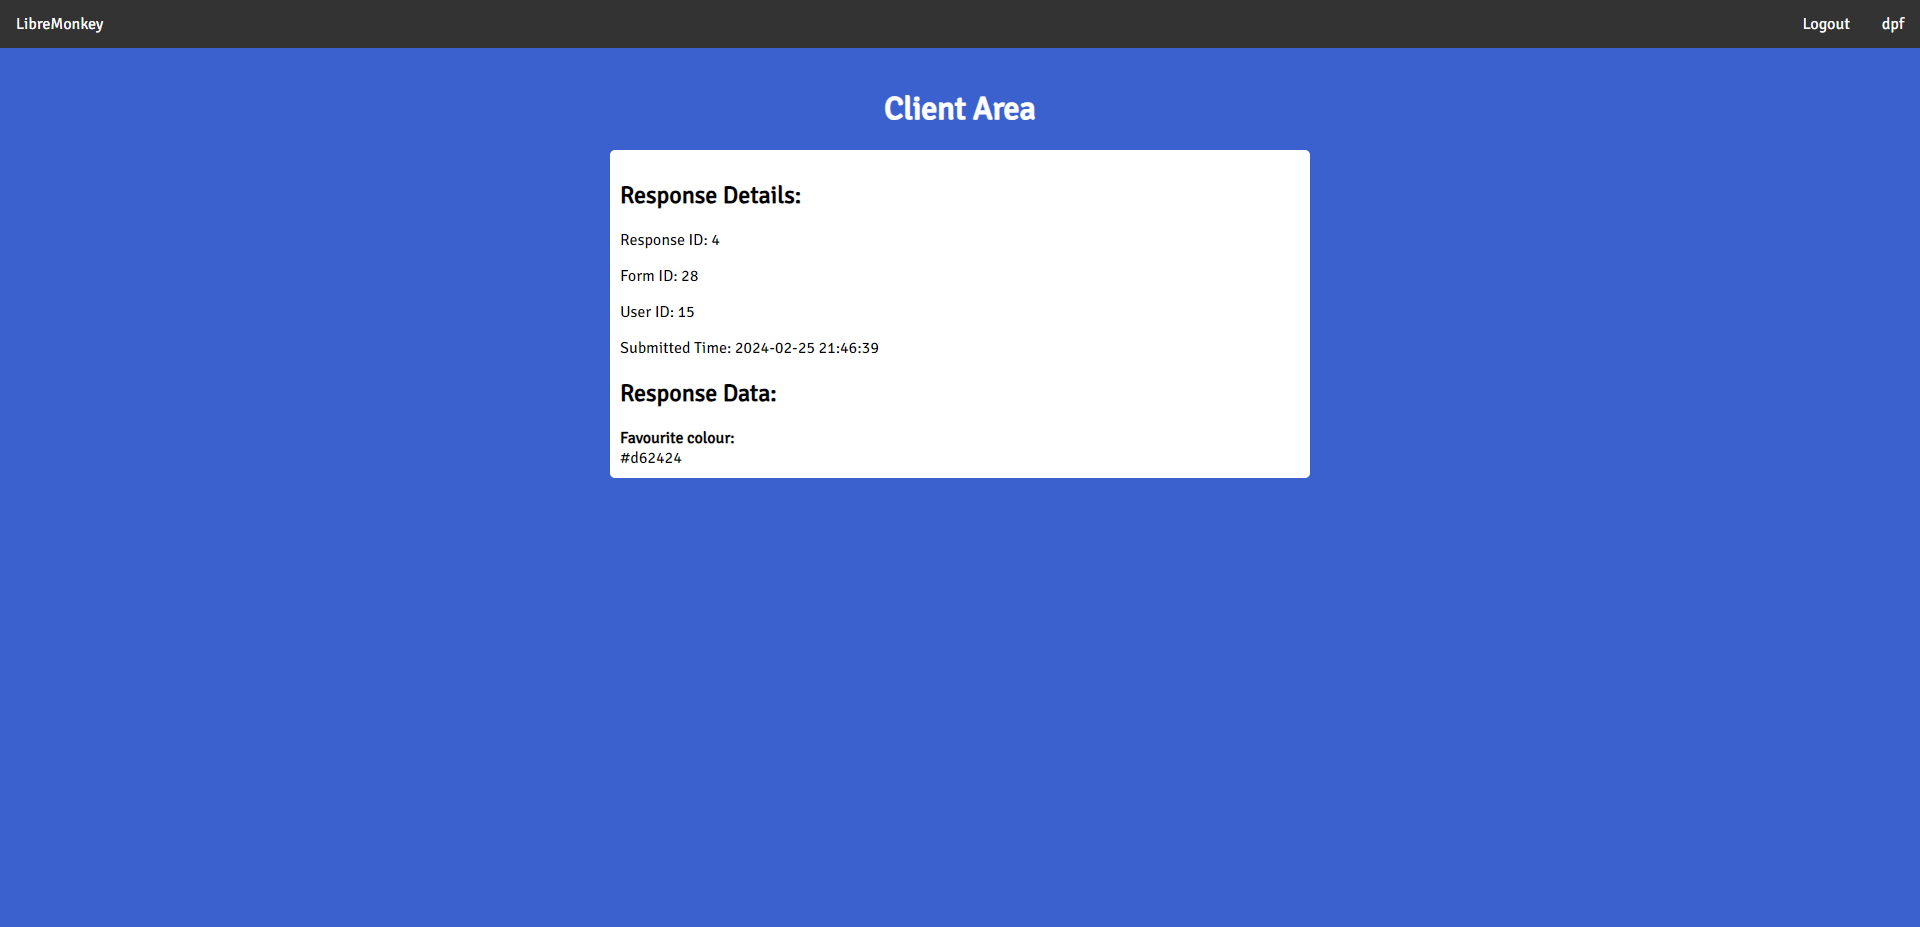 LibreMonkey
Logout
dpf
Client Area
Response Details:
Response ID: 4
Form ID: 28
User ID: 15
Submitted Time: 2024-02-25 21:46:39
Response Data:
Favourite colour:
#d62424